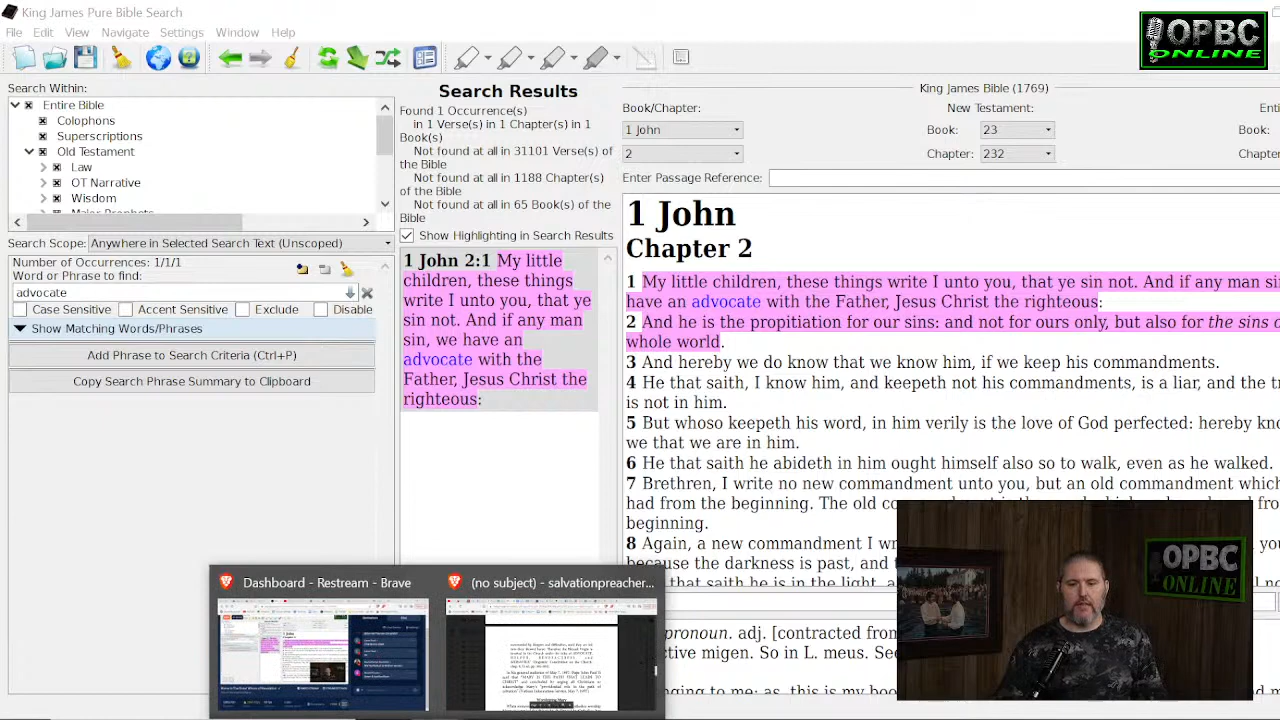 King James Pure Bible Search
File Edit View Navigate Settings Window Help
OPBC
ONLINE
Search Within:
Entire Bible
Colophons
Superscriptions
Old Testament
Law
OT Narrative
Wisdom
Major Prophets
Search Scope: Anywhere in Selected Search Text (Unscoped)
Number of Occurrences: 1/1/1
Word or Phrase to find:
advocate
Case Sensitive Accent Sensitive Exclude Disable
Show Matching Words/Phrases
Add Phrase to Search Criteria (Ctrl+P)
Copy Search Phrase Summary to Clipboard
Search Results
Found 1 Occurrence(s)
in 1 Verse(s) in 1 Chapter(s) in 1
Book(s)
Not found at all in 31101 Verse(s) of
the Bible
Not found at all in 1188 Chapter(s)
of the Bible
Not found at all in 65 Book(s) of the
Bible
Show Highlighting in Search Results
1 John 2:1 My little
children, these things
write I unto you, that ye
sin not. And if any man
sin, we have an
advocate with the
Father, Jesus Christ the
righteous:
King James Bible (1769)
Book/Chapter: New Testament:
1 John Book: 23 Book:
2 Chapter: 232 Chapter
Enter Passage Reference:
1 John
Chapter 2
1 My little children, these things write I unto you, that ye sin not. And if any man
have an advocate with the Father, Jesus Christ the righteous:
2 And he is the propitiation for our sins: and not for ours only, but also for the sins
whole world.
3 And hereby we do know that we know him, if we keep his commandments.
4 He that saith, I know him, and keepeth not his commandments, is a liar, and the
is not in him.
5 But whoso keepeth his word, in him verily is the love of God perfected: hereby
we that we are in him.
6 He that saith he abideth in him ought himself also so to walk, even as he walked.
7 Brethren, I write no new commandment unto you, but an old commandment which
had from the beginning. The old
beginning.
8 Again, a new commandment I
because
that saith he is in
OPBC
ONLINE
Dashboard - Restream - Brave
(no subject) - salvationpreacher...
1 John